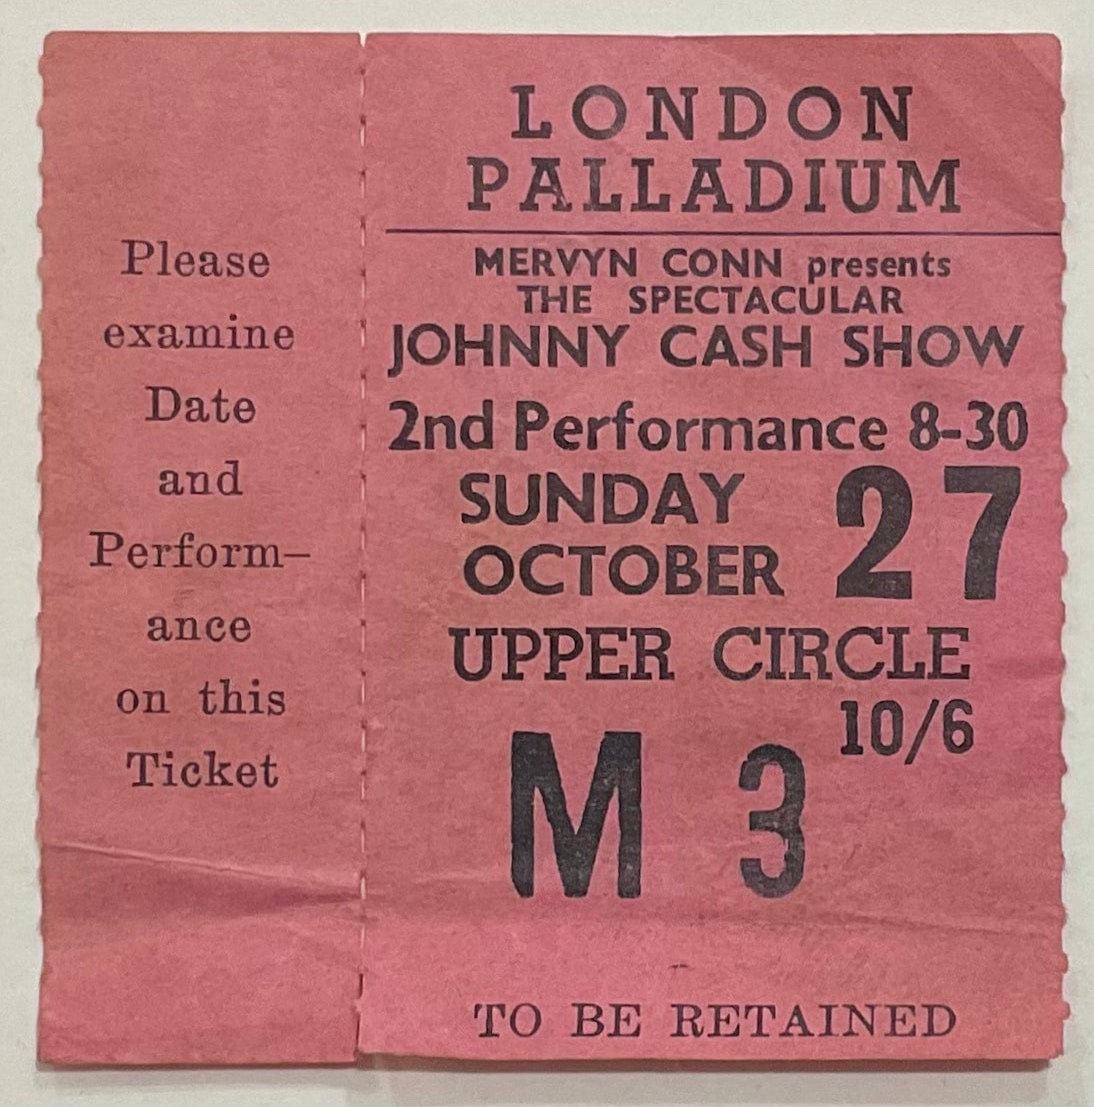 Please
examine
Date
and
Perform–
ance
on this
Ticket
LONDON
PALLADIUM
MERVYN CONN presents
THE SPECTACULAR
JOHNNY CASH SHOW
2nd Performance 8-30
SUNDAY
OCTOBER 27
UPPER CIRCLE
10/6
M 3
TO BE RETAINED